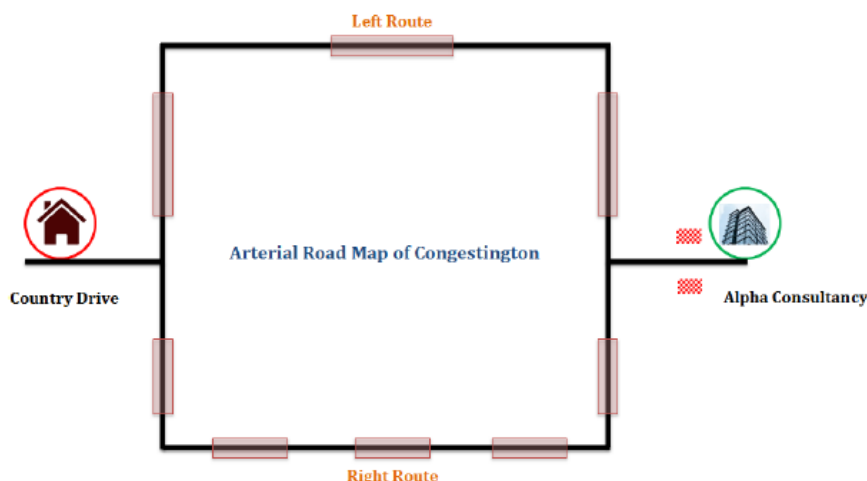 Left Route
Arterial Road Map of Congestington
Country Drive
Alpha Consultancy
Right Route